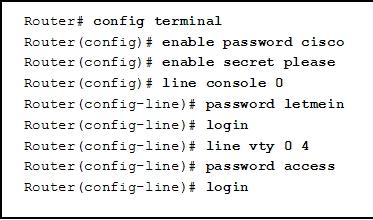 Router# config terminal
Router(config)# enable password cisco
Router(config)# enable secret please
Router(config)# line console 0
Router(config-line)# password letmein
Router(config-line)# login
Router(config-line)# line vty 0 4
Router(config-line)# password access
Router(config-line)# login